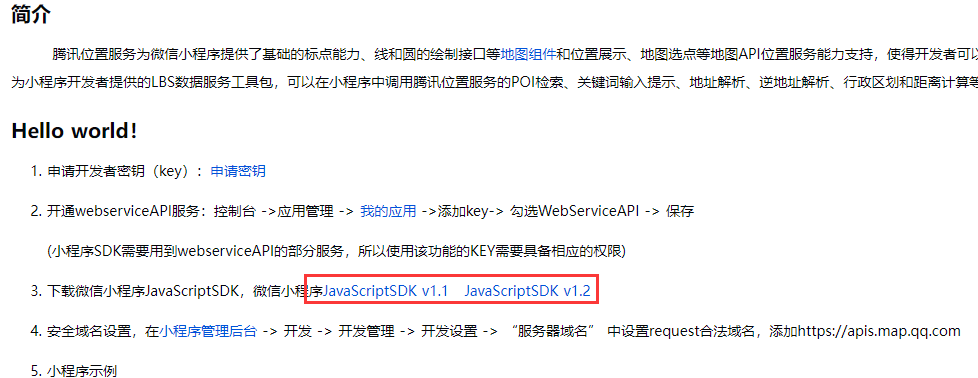 简介
腾讯位置服务为微信小程序提供了基础的标点能力、线和圆的绘制接口等地图组件和位置展示、地图选点等地图API位置服务能力支持，使得开发者可以
为小程序开发者提供的LBS数据服务工具包，可以在小程序中调用腾讯位置服务的POI检索、关键词输入提示、地址解析、逆地址解析、行政区划和距离计算等
Hello world！
1. 申请开发者密钥（key）：申请密钥
2. 开通webserviceAPI服务：控制台 ->应用管理 -> 我的应用 ->添加key-> 勾选WebServiceAPI -> 保存
(小程序SDK需要用到webserviceAPI的部分服务，所以使用该功能的KEY需要具备相应的权限)
3. 下载微信小程序JavaScriptSDK，微信小程序JavaScriptSDK v1.1 JavaScriptSDK v1.2
4. 安全域名设置，在小程序管理后台 -> 开发 -> 开发管理 -> 开发设置 -> “服务器域名” 中设置request合法域名，添加https://apis.map.qq.com
5. 小程序示例